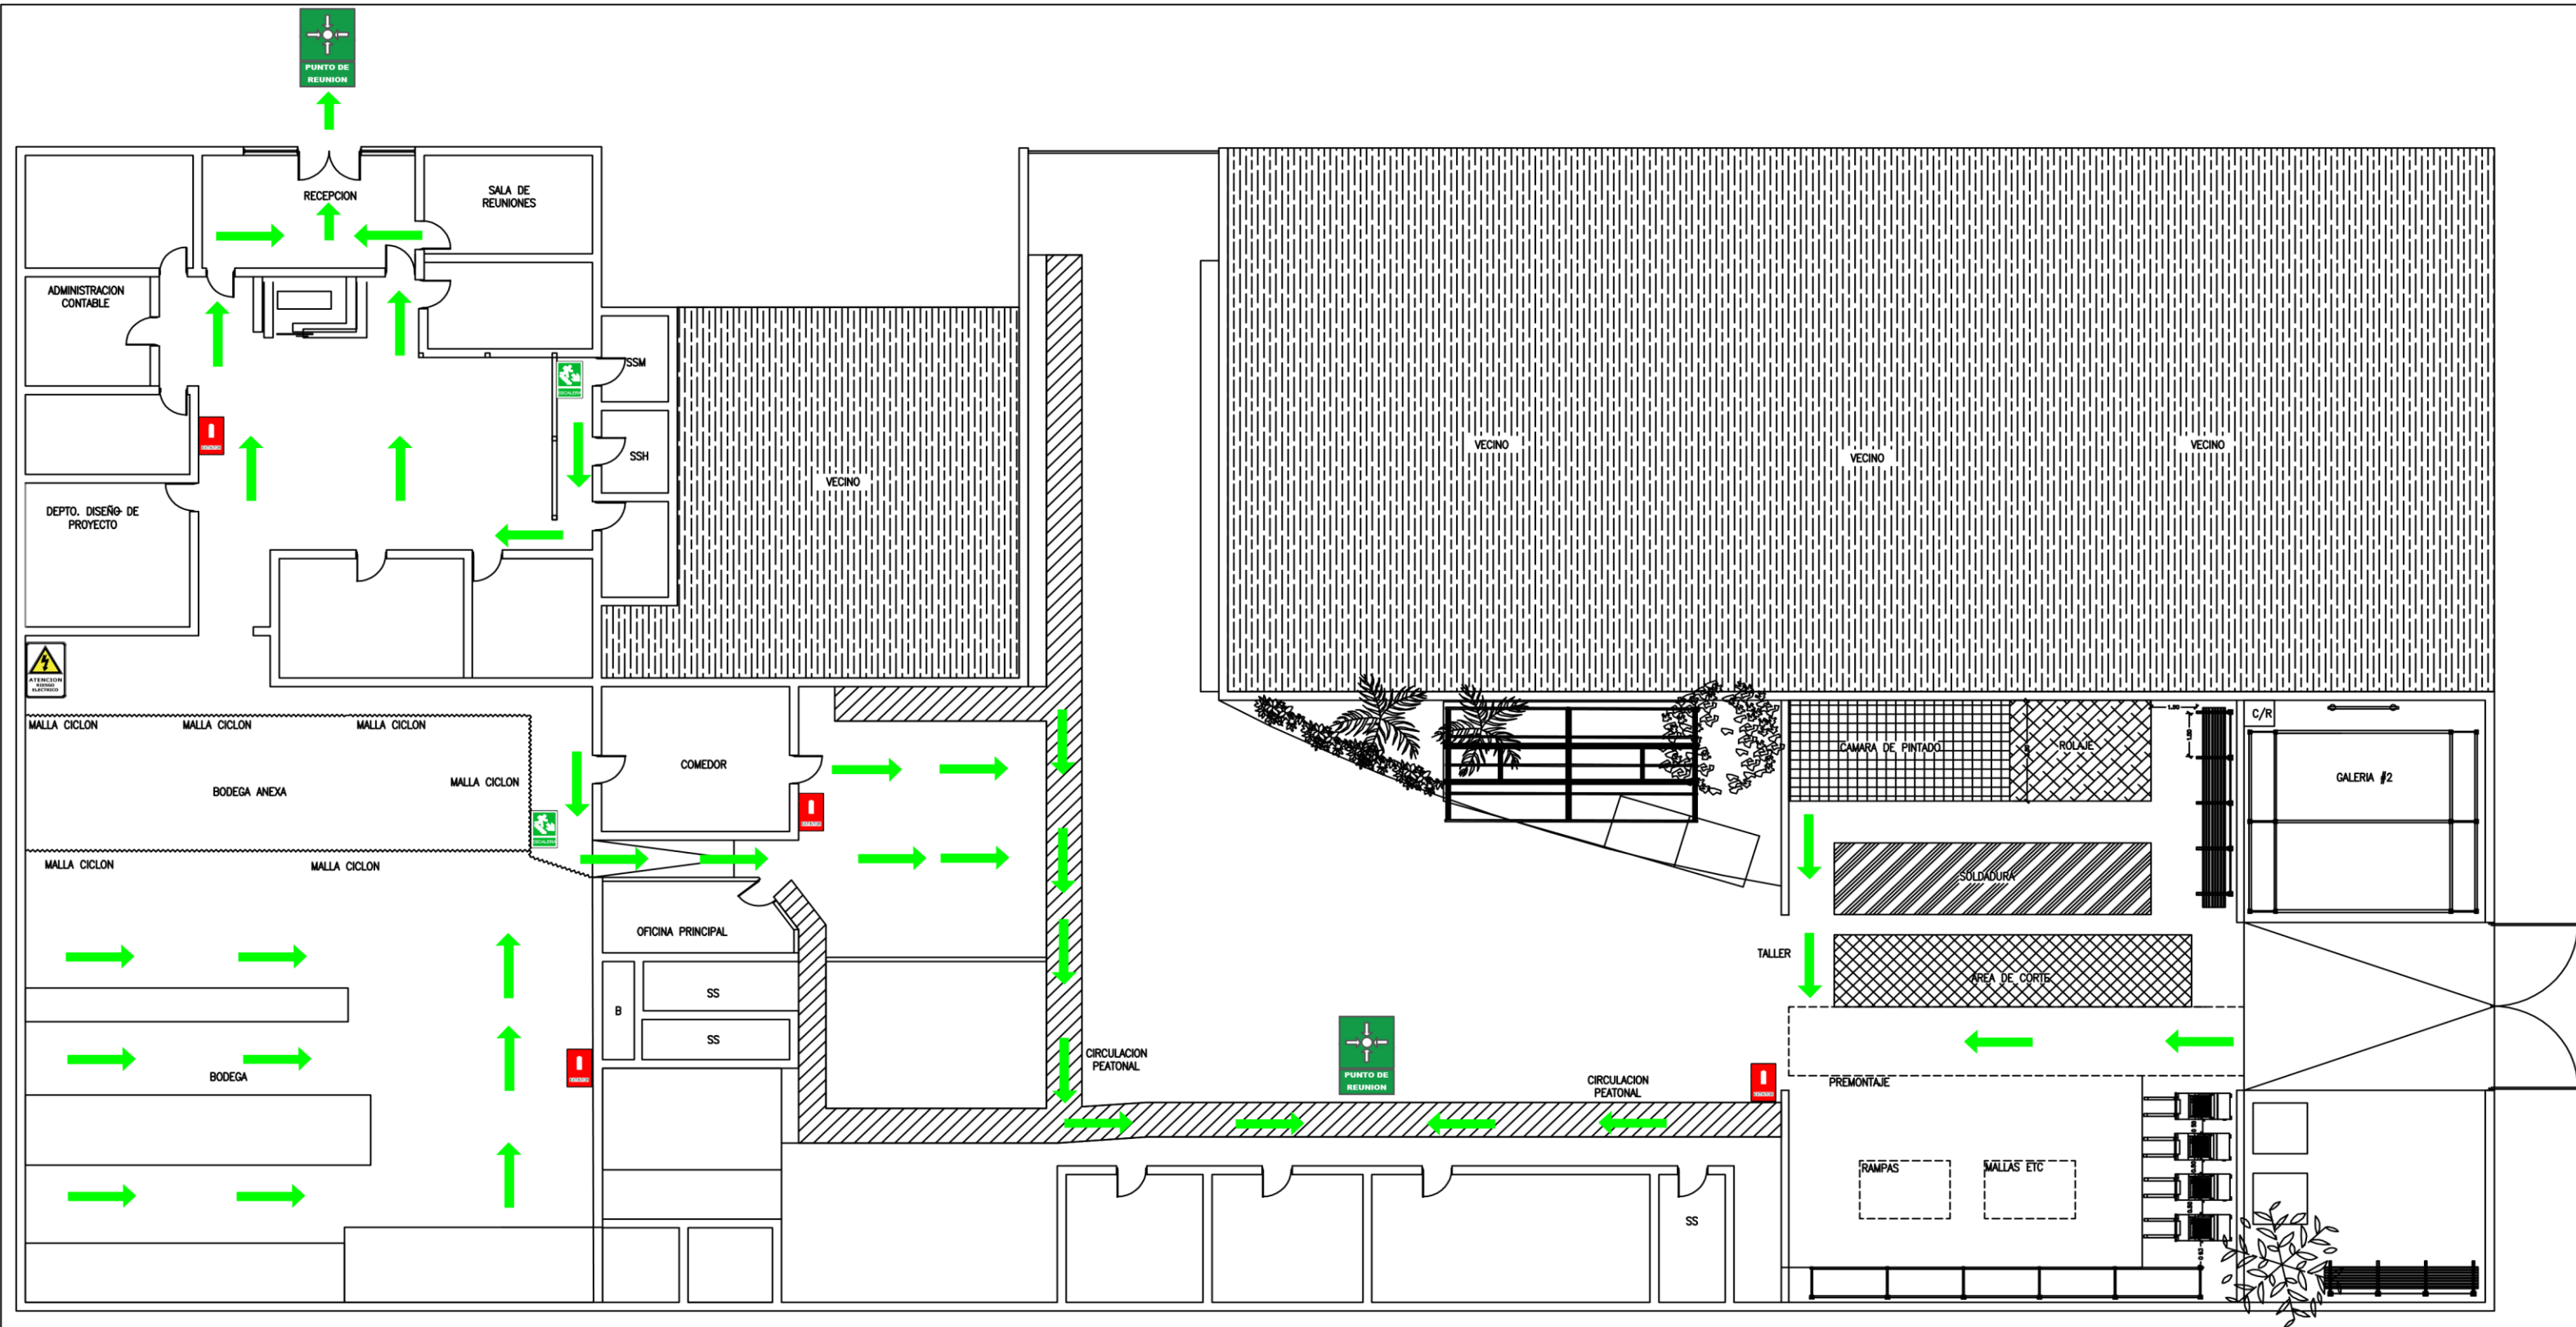 PUNTO DE
REUNION
RECEPCION
SALA DE
REUNIONES
ADMINISTRACION
CONTABLE
SSM
SSH
VECINO
VECINO
VECINO
VECINO
DEPTO. DISEÑO DE
PROYECTO
ATENCION
RIESGO
ELECTRICO
MALLA CICLON
MALLA CICLON
MALLA CICLON
MALLA CICLON
BODEGA ANEXA
COMEDOR
MALLA CICLON
MALLA CICLON
OFICINA PRINCIPAL
B
SS
SS
BODEGA
CIRCULACION
PEATONAL
PUNTO DE
REUNION
CIRCULACION
PEATONAL
CAMARA DE PINTADO
ROLAJE
C/R
GALERIA #2
SOLDADURA
TALLER
AREA DE CORTE
PREMONTAJE
RAMPAS
MALLAS ETC
SS